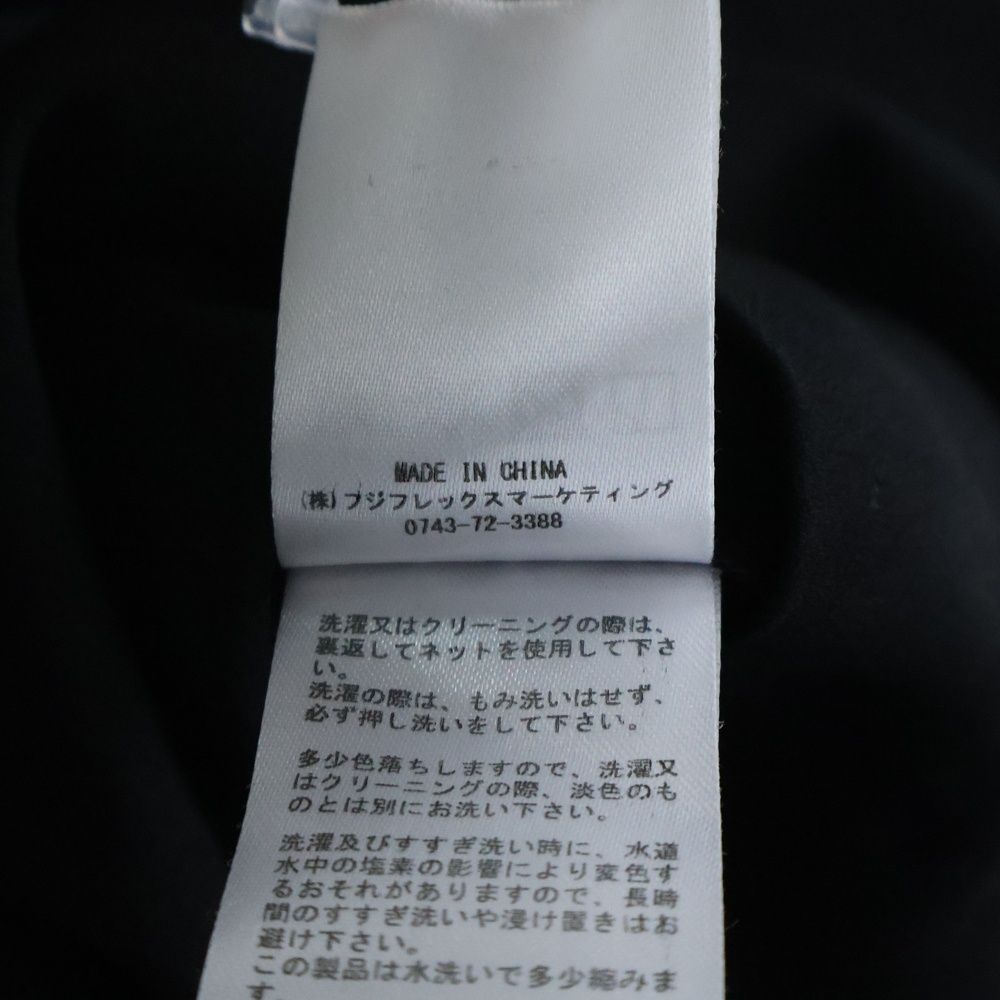 MADE IN CHINA
(株)フジフレックスマーケティング
0743-72-3388
洗濯又はクリーニングの際は、
裏返してネットを使用して下さ
い。
洗濯の際は、もみ洗いはせず、
必ず押し洗いをして下さい。
多少色落ちしますので、洗濯又
はクリーニングの際、淡色のも
のとは別にお洗い下さい。
洗濯及びすすぎ洗い時に、水道
水中の塩素の影響により変色す
るおそれがありますので、長時
間のすすぎ洗いや浸け置きはお
避け下さい。
この製品は水洗いで多少縮みま
す。